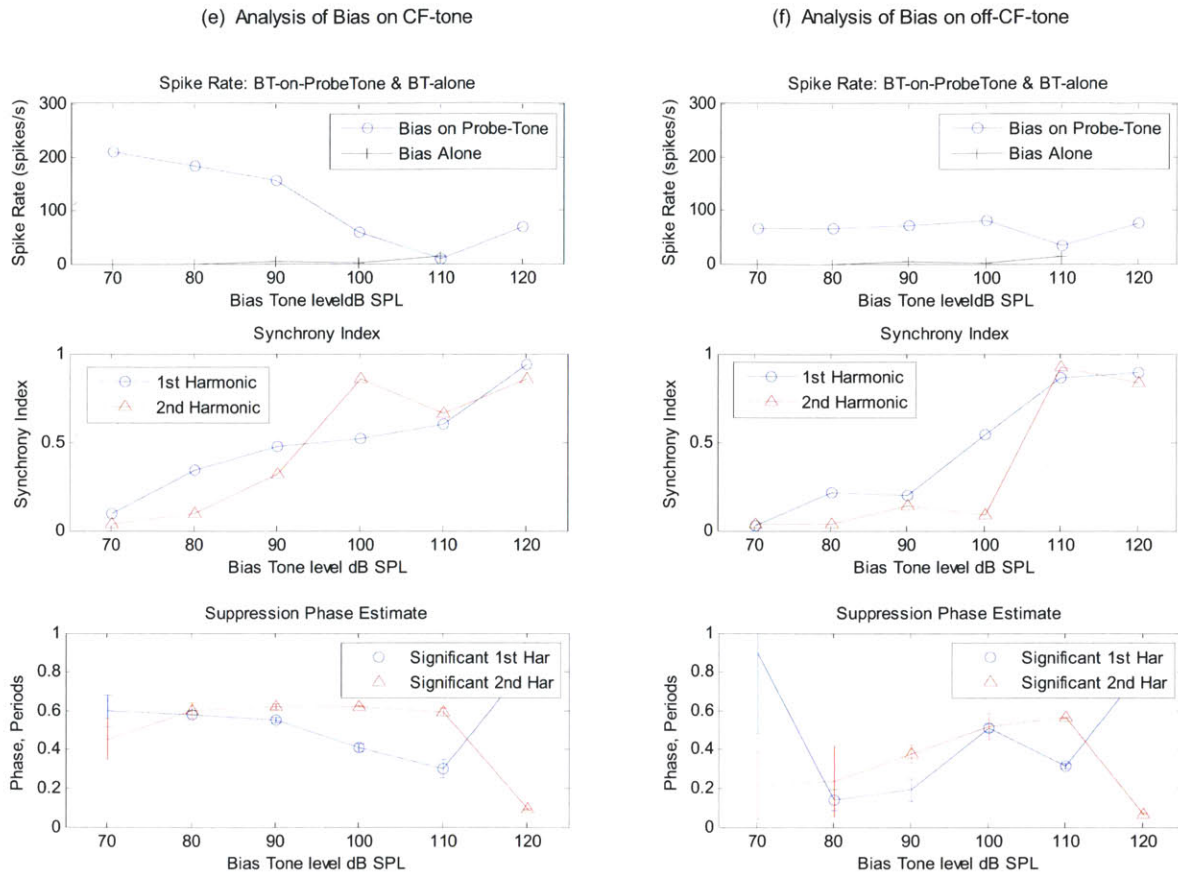 (e) Analysis of Bias on CF-tone
Spike Rate: BT-on-ProbeTone & BT-alone
Spike Rate (spikes/s)
300
200
100
0
Bias on Probe-Tone
Bias Alone
70 80 90 100 110 120
Bias Tone leveldB SPL
Synchrony Index
Synchrony Index
1
0.5
0
1st Harmonic
2nd Harmonic
70 80 90 100 110 120
Bias Tone level dB SPL
Suppression Phase Estimate
Phase, Periods
1
0.8
0.6
0.4
0.2
0
Significant 1st Har
Significant 2nd Har
70 80 90 100 110 120
Bias Tone level dB SPL
(f) Analysis of Bias on off-CF-tone
Spike Rate: BT-on-ProbeTone & BT-alone
Spike Rate (spikes/s)
300
200
100
0
Bias on Probe-Tone
Bias Alone
70 80 90 100 110 120
Bias Tone leveldB SPL
Synchrony Index
Synchrony Index
1
0.5
0
1st Harmonic
2nd Harmonic
70 80 90 100 110 120
Bias Tone level dB SPL
Suppression Phase Estimate
Phase, Periods
1
0.8
0.6
0.4
0.2
0
Significant 1st Har
Significant 2nd Har
70 80 90 100 110 120
Bias Tone level dB SPL